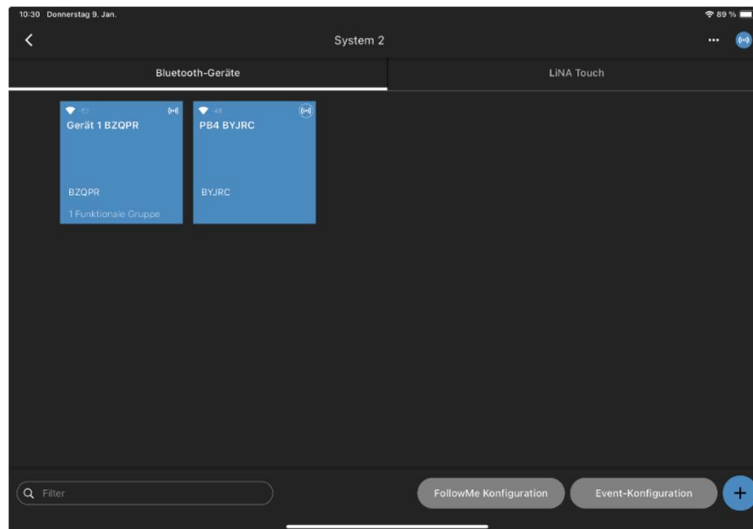 10:30 Donnerstag 9. Jan.
89 %
System 2
Bluetooth-Geräte
LiNA Touch
Gerät 1 BZQPR
BZQPR
1 Funktionale Gruppe
PB4 BYJRC
BYJRC
Filter
FollowMe Konfiguration
Event-Konfiguration
+